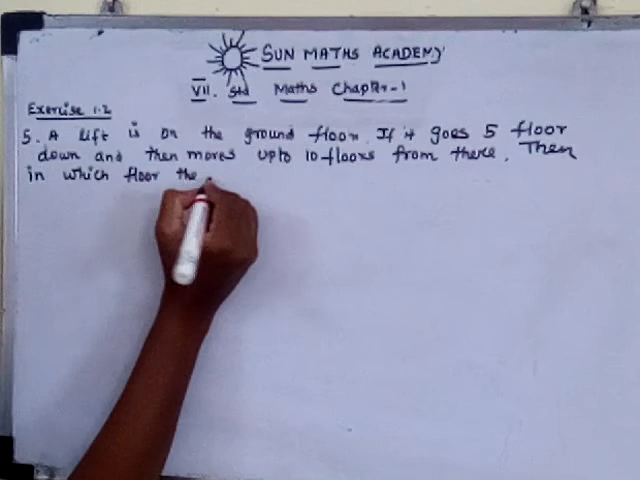 SUN MATHS ACADEMY
VII. Std Maths Chapter-1
Exercise 1.2
5. A lift is on the ground floor. If it goes 5 floor
down and then moves upto 10 floors from there. Then
in which floor the